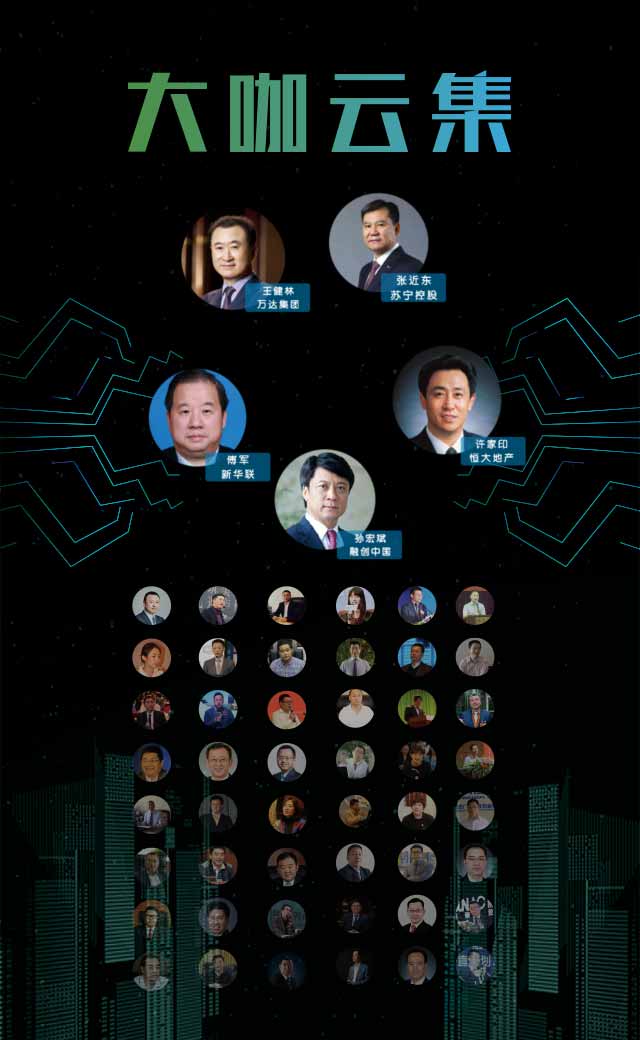 大咖云集
王健林
万达集团
张近东
苏宁控股
傅军
新华联
许家印
恒大地产
孙宏斌
融创中国